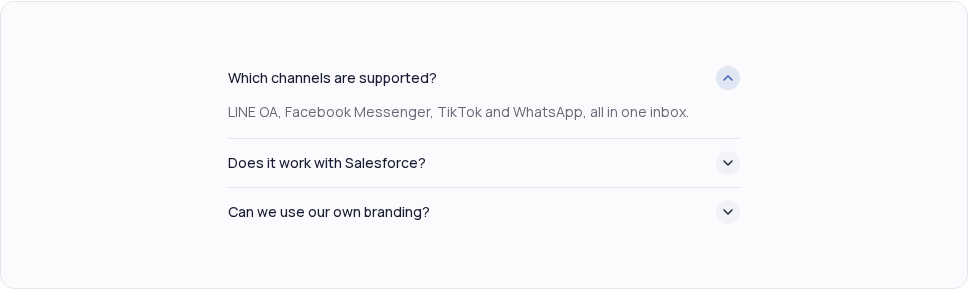 Which channels are supported?
LINE OA, Facebook Messenger, TikTok and WhatsApp, all in one inbox.
Does it work with Salesforce?
Can we use our own branding?